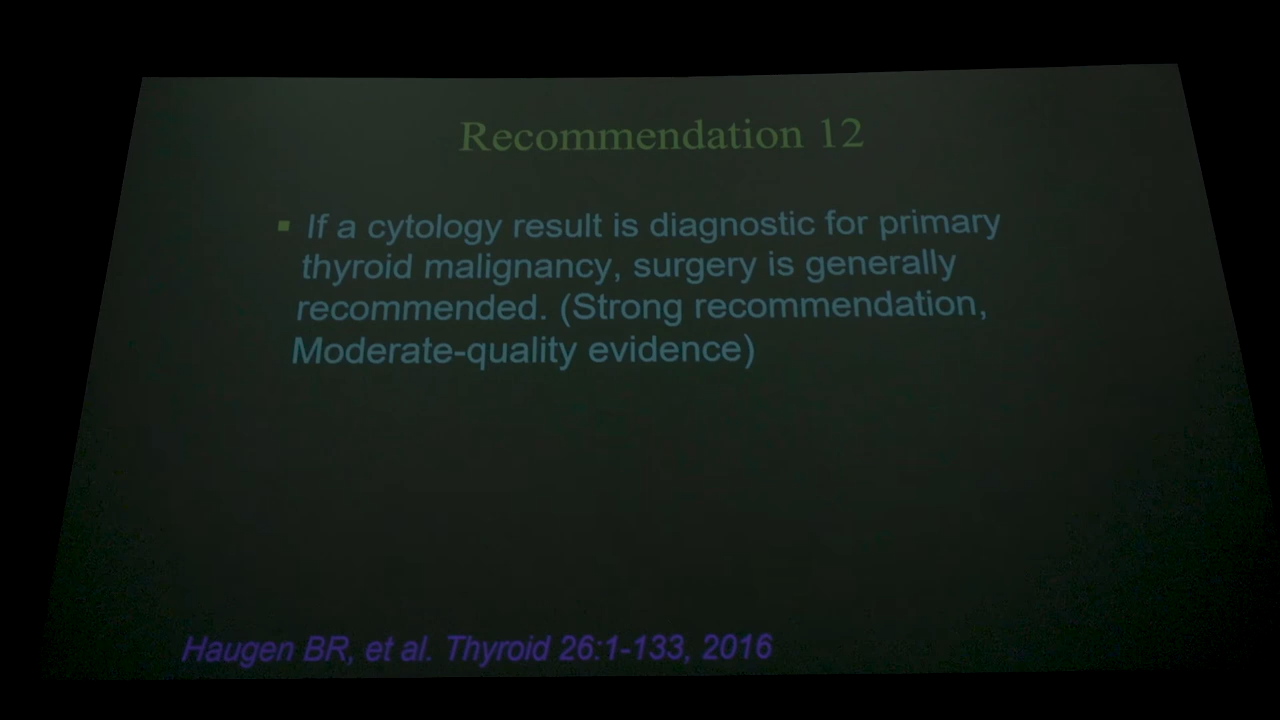 Recommendation 12
▪ If a cytology result is diagnostic for primary
thyroid malignancy, surgery is generally
recommended. (Strong recommendation,
Moderate-quality evidence)
Haugen BR, et al. Thyroid 26:1-133, 2016